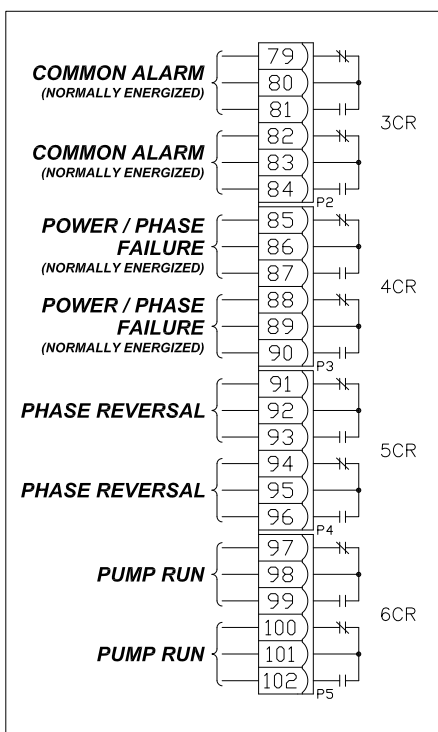 79
COMMON ALARM 80
(NORMALLY ENERGIZED)
81
3CR
82
COMMON ALARM 83
(NORMALLY ENERGIZED)
84
P2
85
POWER / PHASE
FAILURE 86
(NORMALLY ENERGIZED)
87
4CR
88
POWER / PHASE
FAILURE 89
(NORMALLY ENERGIZED)
90
P3
91
PHASE REVERSAL 92
93
5CR
94
PHASE REVERSAL 95
96
P4
97
PUMP RUN 98
99
6CR
100
PUMP RUN 101
102
P5